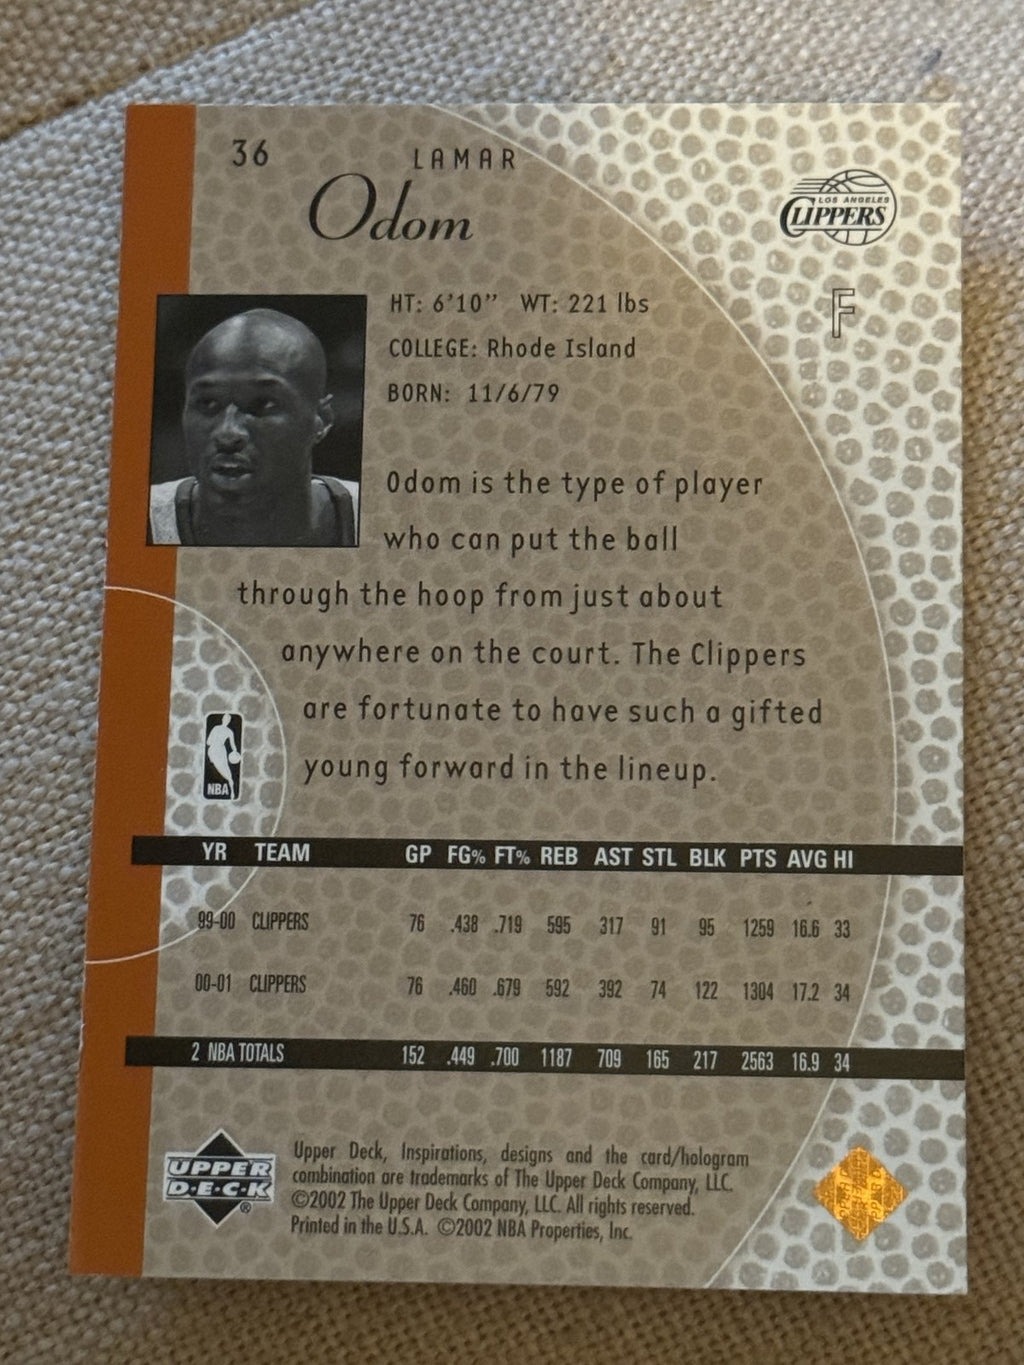 36
LAMAR
Odom
LOS ANGELES
CLIPPERS
F
HT: 6'10" WT: 221 lbs
COLLEGE: Rhode Island
BORN: 11/6/79
Odom is the type of player
who can put the ball
through the hoop from just about
anywhere on the court. The Clippers
are fortunate to have such a gifted
young forward in the lineup.
NBA
YR TEAM GP FG% FT% REB AST STL BLK PTS AVG HI
99-00 CLIPPERS 76 .438 .719 595 317 91 95 1259 16.6 33
00-01 CLIPPERS 76 .460 .679 592 392 74 122 1304 17.2 34
2 NBA TOTALS 152 .449 .700 1187 709 165 217 2563 16.9 34
UPPER
D·E·C·K®
Upper Deck, Inspirations, designs and the card/hologram
combination are trademarks of The Upper Deck Company, LLC.
©2002 The Upper Deck Company, LLC. All rights reserved.
Printed in the U.S.A. ©2002 NBA Properties, Inc.